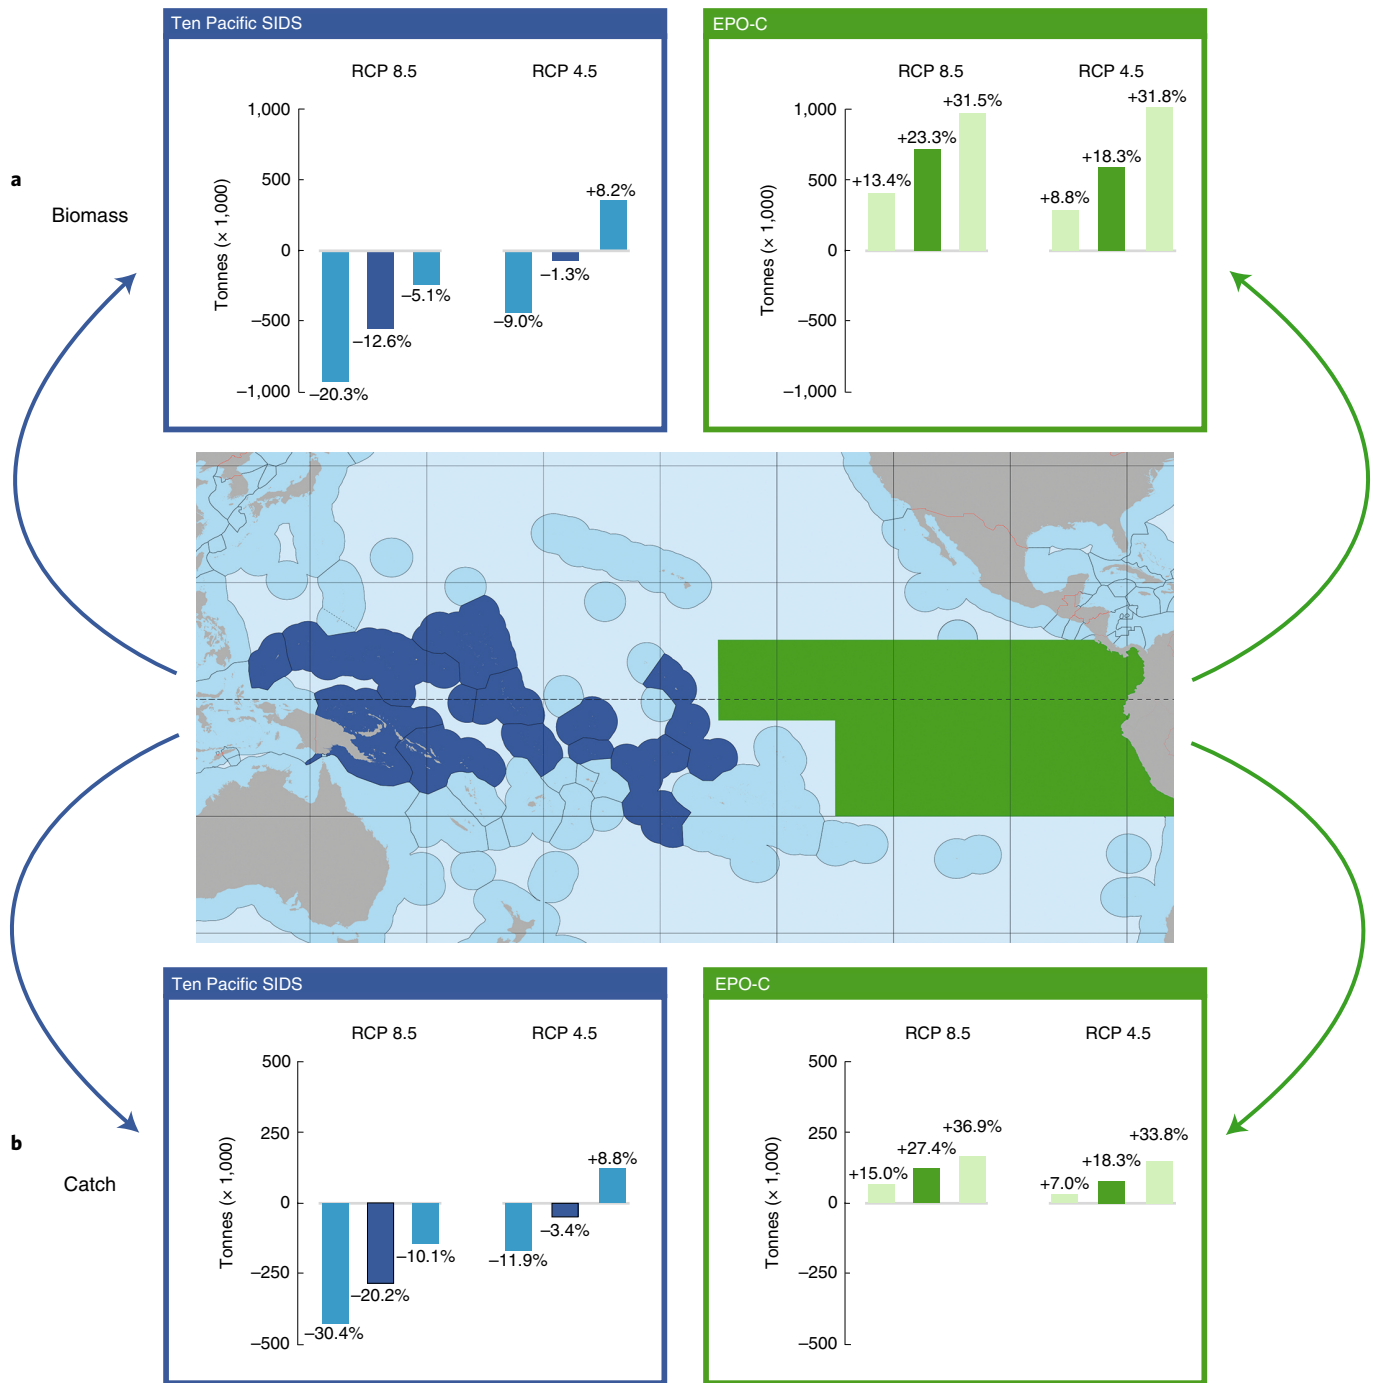 Ten Pacific SIDS
RCP 8.5
RCP 4.5
a
Biomass
Tonnes (× 1,000)
1,000
500
0
–500
–1,000
–20.3%
–12.6%
–5.1%
–9.0%
–1.3%
+8.2%
EPO-C
RCP 8.5
RCP 4.5
Tonnes (× 1,000)
1,000
500
0
–500
–1,000
+13.4%
+23.3%
+31.5%
+8.8%
+18.3%
+31.8%
Ten Pacific SIDS
RCP 8.5
RCP 4.5
b
Catch
Tonnes (× 1,000)
500
250
0
–250
–500
–30.4%
–20.2%
–10.1%
–11.9%
–3.4%
+8.8%
EPO-C
RCP 8.5
RCP 4.5
Tonnes (× 1,000)
500
250
0
–250
–500
+15.0%
+27.4%
+36.9%
+7.0%
+18.3%
+33.8%